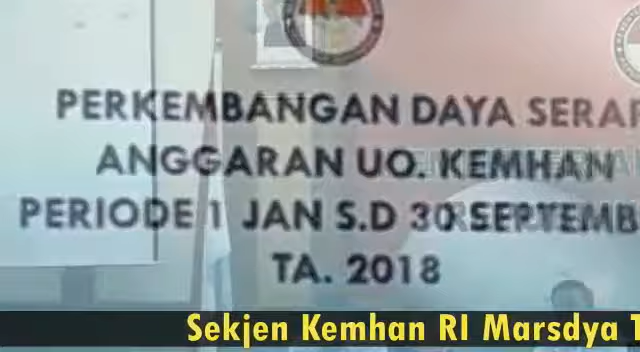 PERKEMBANGAN DAYA SERAP
ANGGARAN UO. KEMHAN
PERIODE 1 JAN S.D 30 SEPTEMB
TA. 2018
Sekjen Kemhan RI Marsdya T